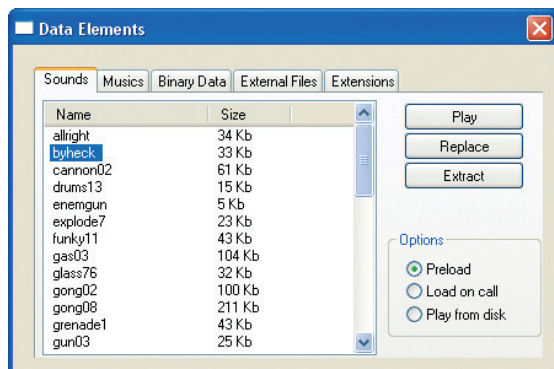 Data Elements
Sounds Musics Binary Data External Files Extensions
Name Size
allright 34 Kb
byheck 33 Kb
cannon02 61 Kb
drums13 15 Kb
enemgun 5 Kb
explode7 23 Kb
funky11 43 Kb
gas03 104 Kb
glass76 32 Kb
gong02 100 Kb
gong08 211 Kb
grenade1 43 Kb
gun03 25 Kb
Play
Replace
Extract
Options
Preload
Load on call
Play from disk